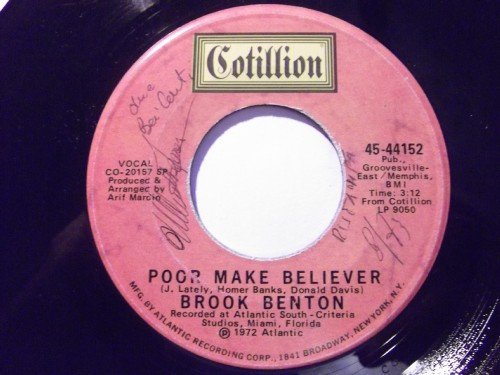 Cotillion
VOCAL
CO-20157 SP
Produced &
Arranged by
Arif Mardin
45-44152
Pub.,
Groovesville-
East/Memphis,
BMI
Time: 3:12
From Cotillion
LP 9050
POOR MAKE BELIEVER
(J. Lately, Homer Banks, Donald Davis)
BROOK BENTON
Recorded at Atlantic South-Criteria
Studios, Miami, Florida
Ⓟ 1972 Atlantic
MFG. BY ATLANTIC RECORDING CORP., 1841 BROADWAY, NEW YORK, N.Y.